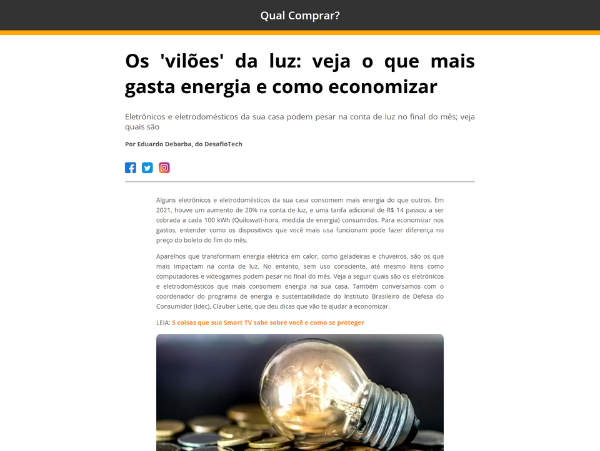 Qual Comprar?
Os 'vilões' da luz: veja o que mais
gasta energia e como economizar
Eletrônicos e eletrodomésticos da sua casa podem pesar na conta de luz no final do mês; veja
quais são
Por Eduardo Debarba, do DesafioTech
Alguns eletrônicos e eletrodomésticos da sua casa consomem mais energia do que outros. Em
2021, houve um aumento de 20% na conta de luz, e uma tarifa adicional de R$ 14 passou a ser
cobrada a cada 100 kWh (Quilowatt-hora, medida de energia) consumidos. Para economizar nos
gastos, entender como os dispositivos que você mais usa funcionam pode fazer diferença no
preço do boleto do fim do mês.
Aparelhos que transformam energia elétrica em calor, como geladeiras e chuveiros, são os que
mais impactam na conta de luz. No entanto, sem uso consciente, até mesmo itens como
computadores e videogames podem pesar no final do mês. Veja a seguir quais são os eletrônicos
e eletrodomésticos que mais consomem energia na sua casa. Também conversamos com o
coordenador do programa de energia e sustentabilidade do Instituto Brasileiro de Defesa do
Consumidor (Idec), Clauber Leite, que deu dicas que vão te ajudar a economizar.
LEIA: 5 coisas que sua Smart TV sabe sobre você e como se proteger